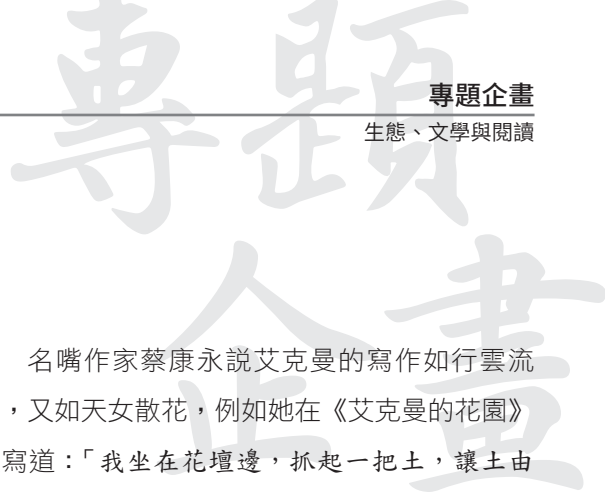 專題企畫
生態、文學與閱讀
專題
企畫
名嘴作家蔡康永說艾克曼的寫作如行雲流
，又如天女散花，例如她在《艾克曼的花園》
寫道：「我坐在花壇邊，抓起一把土，讓土由